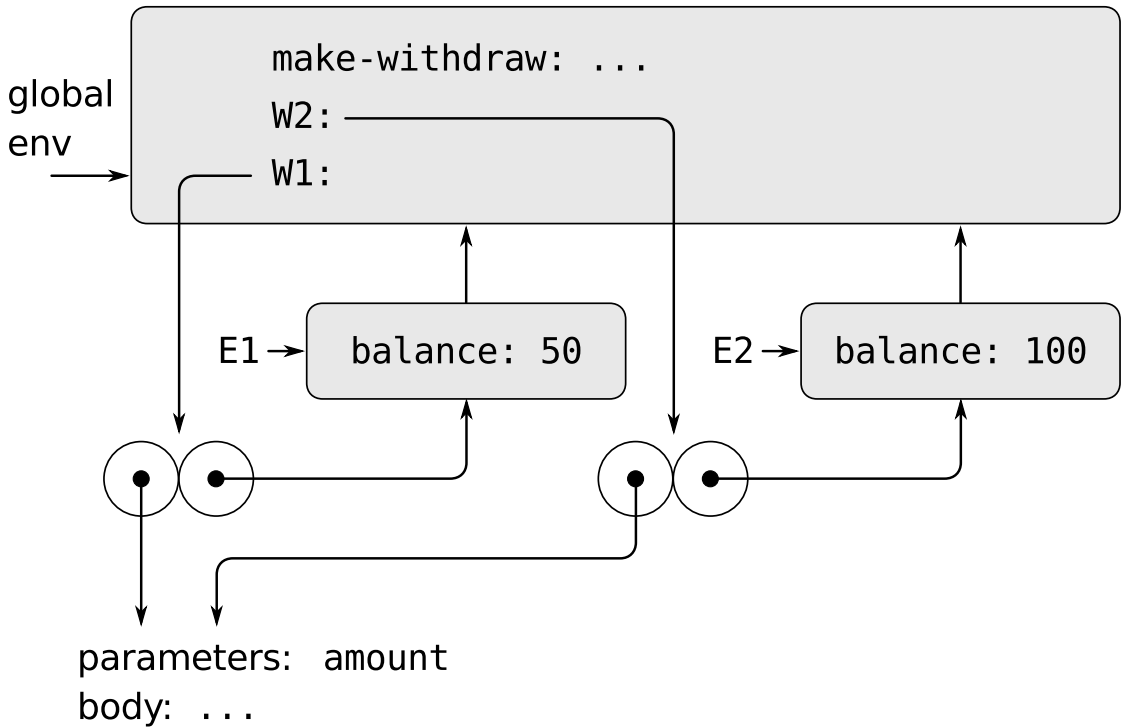 make-withdraw: ...
global
env
W2:
W1:
E1
balance: 50
E2
balance: 100
parameters: amount
body: ...